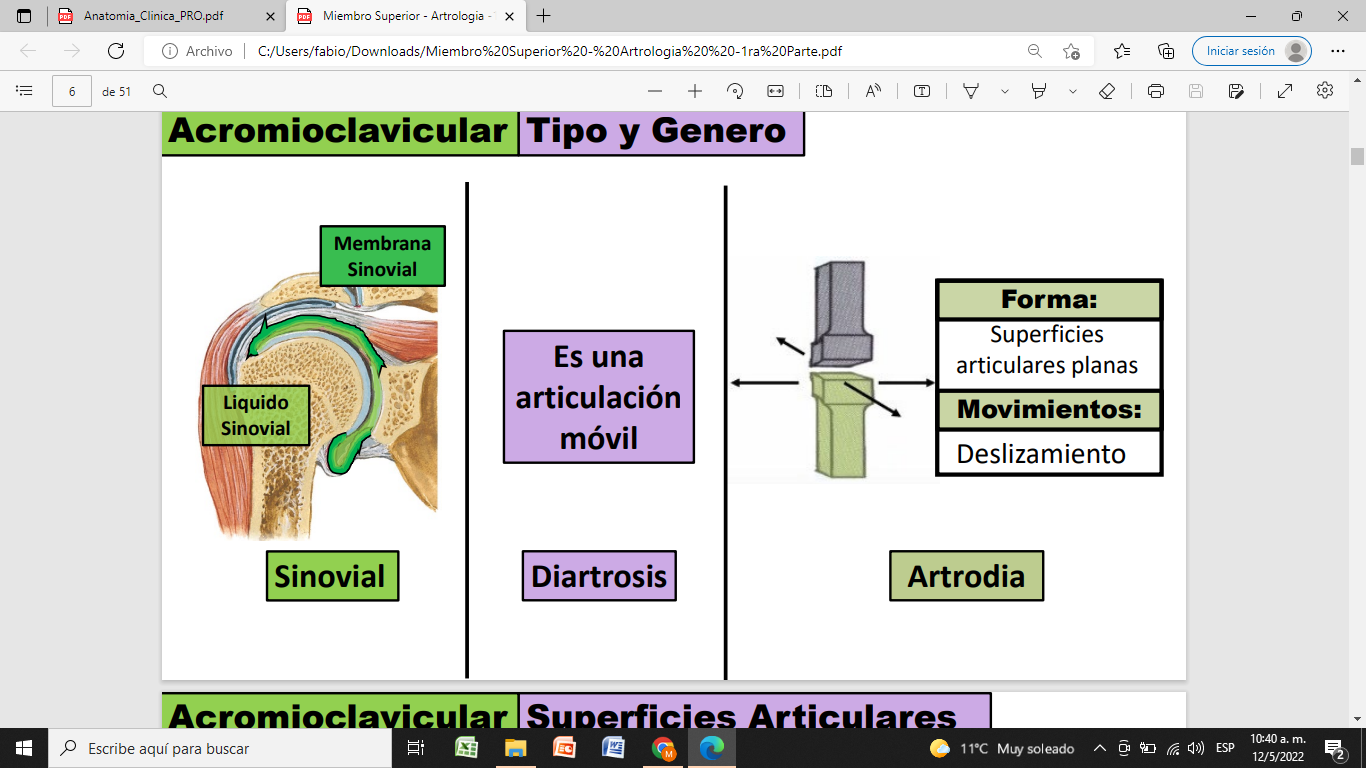 Anatomia_Clinica_PRO.pdf
Miembro Superior - Artrologia -
Archivo
C:/Users/fabio/Downloads/Miembro%20Superior%20-%20Artrologia%20%20-1ra%20Parte.pdf
Iniciar sesión
6
de 51
Acromioclavicular Tipo y Genero
Membrana
Sinovial
Liquido
Sinovial
Sinovial
Es una
articulación
móvil
Diartrosis
Forma:
Superficies
articulares planas
Movimientos:
Deslizamiento
Artrodia
Acromioclavicular Superficies Articulares
Escribe aquí para buscar
11°C Muy soleado
ESP
10:40 a. m.
12/5/2022
2